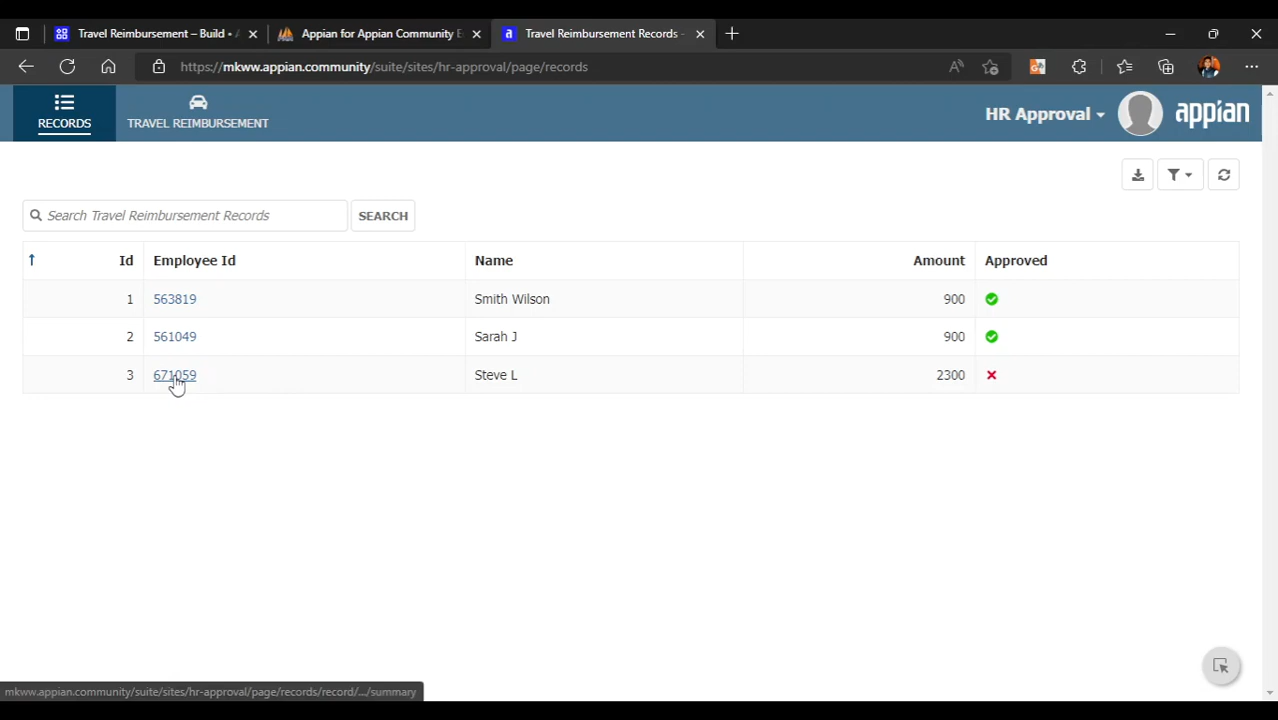 Travel Reimbursement – Build •
Appian for Appian Community E
Travel Reimbursement Records -
https://mkww.appian.community/suite/sites/hr-approval/page/records
RECORDS
TRAVEL REIMBURSEMENT
HR Approval
appian
Search Travel Reimbursement Records
SEARCH
Id Employee Id Name Amount Approved
1 563819 Smith Wilson 900
2 561049 Sarah J 900
3 671059 Steve L 2300
mkww.appian.community/suite/sites/hr-approval/page/records/record/.../summary